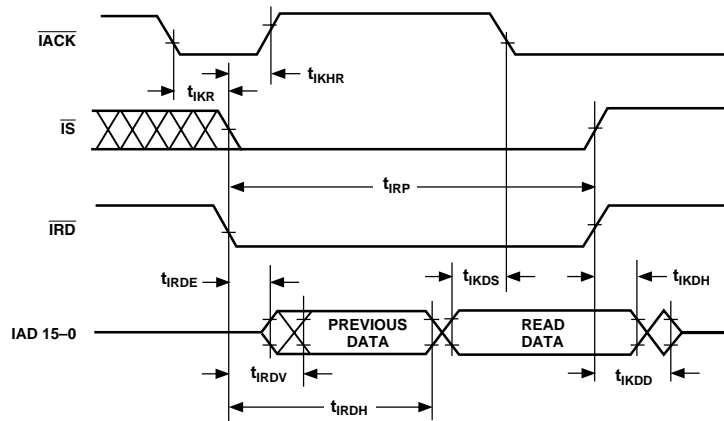 IACK
tIKHR
tIKR
IS
tIRP
IRD
tIRDE
tIKDS
tIKDH
IAD 15–0
PREVIOUS
DATA
READ
DATA
tIRDV
tIKDD
tIRDH